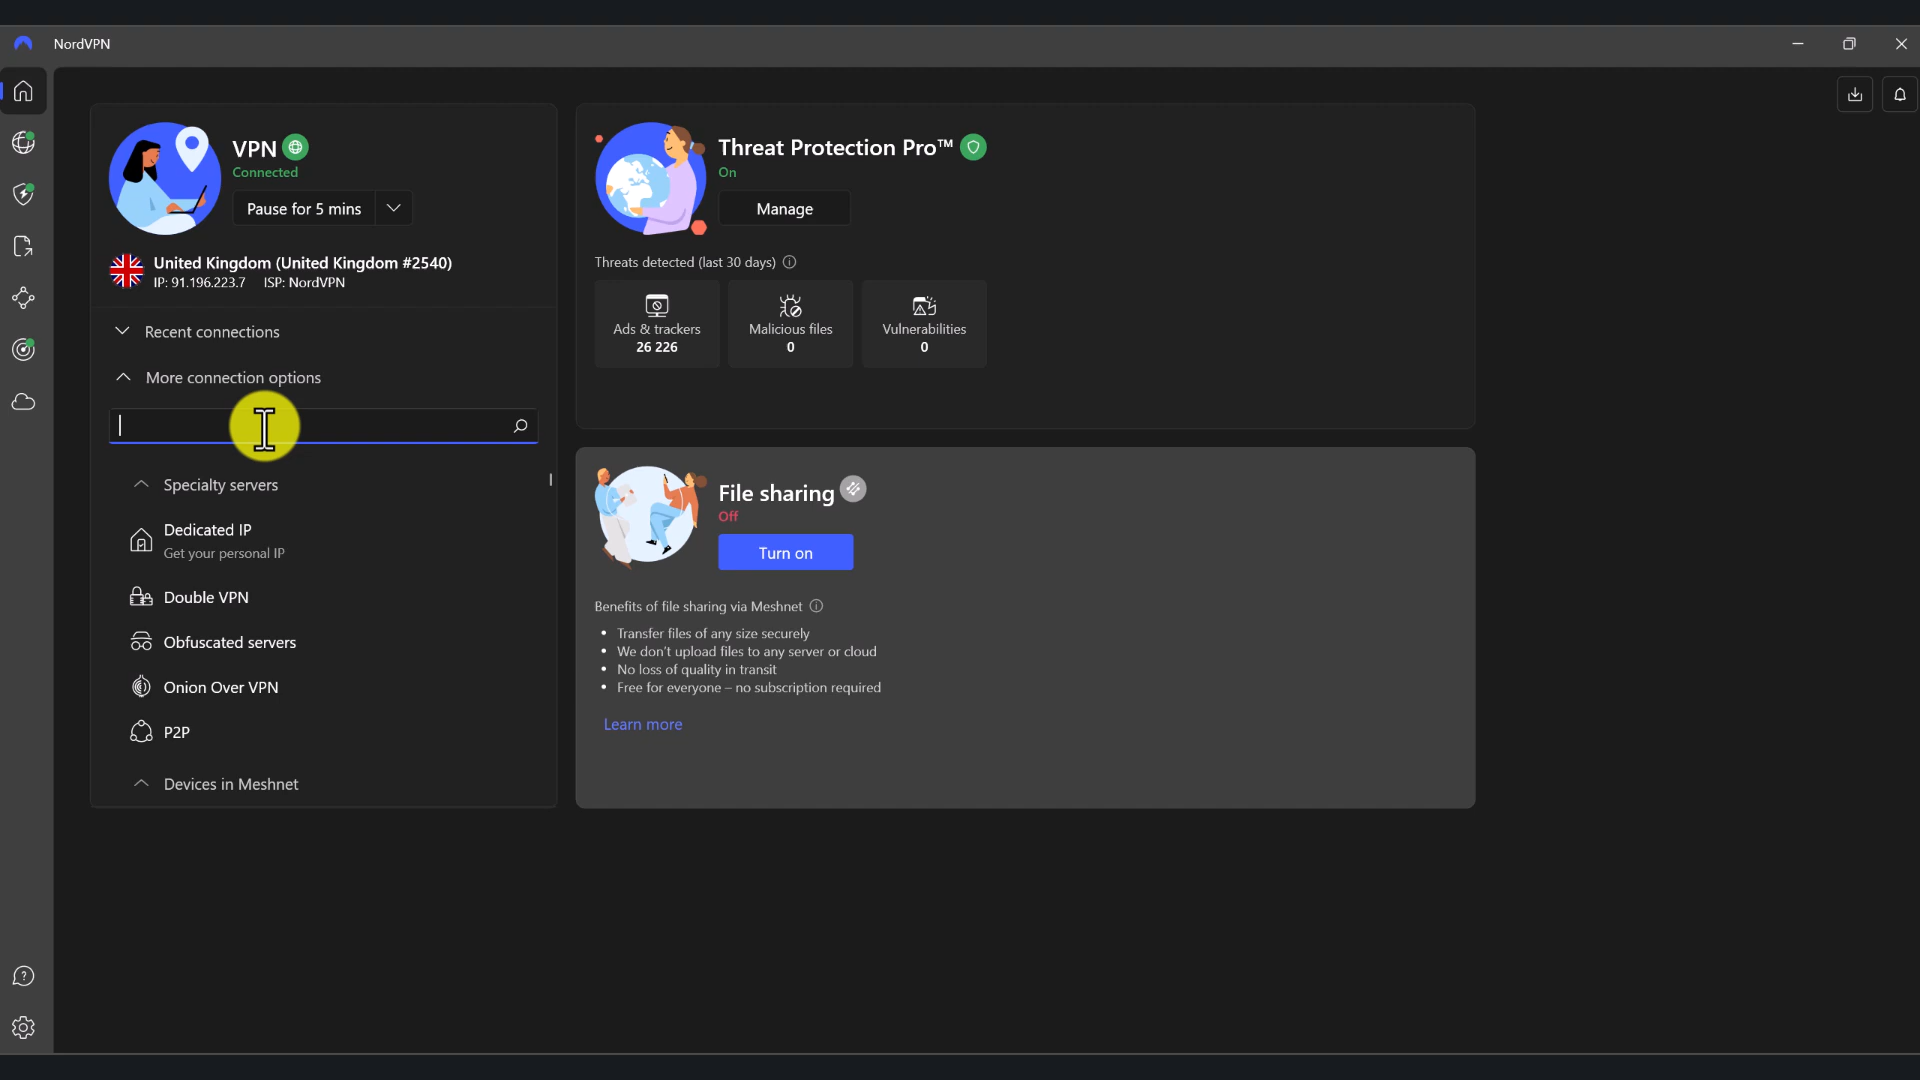 NordVPN
VPN
Connected
Pause for 5 mins
United Kingdom (United Kingdom #2540)
IP: 91.196.223.7 ISP: NordVPN
Recent connections
More connection options
Specialty servers
Dedicated IP
Get your personal IP
Double VPN
Obfuscated servers
Onion Over VPN
P2P
Devices in Meshnet
Threat Protection Pro™
On
Manage
Threats detected (last 30 days)
Ads & trackers
26 226
Malicious files
0
Vulnerabilities
0
File sharing
Off
Turn on
Benefits of file sharing via Meshnet
• Transfer files of any size securely
• We don't upload files to any server or cloud
• No loss of quality in transit
• Free for everyone – no subscription required
Learn more